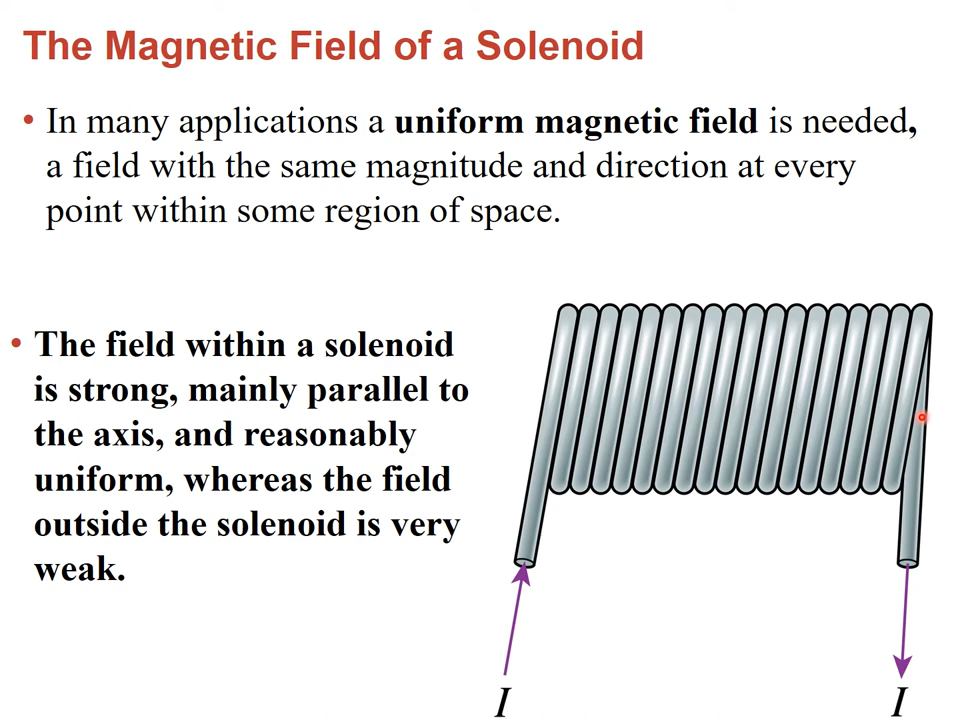 The Magnetic Field of a Solenoid
• In many applications a uniform magnetic field is needed,
a field with the same magnitude and direction at every
point within some region of space.
• The field within a solenoid
is strong, mainly parallel to
the axis, and reasonably
uniform, whereas the field
outside the solenoid is very
weak.
I
I